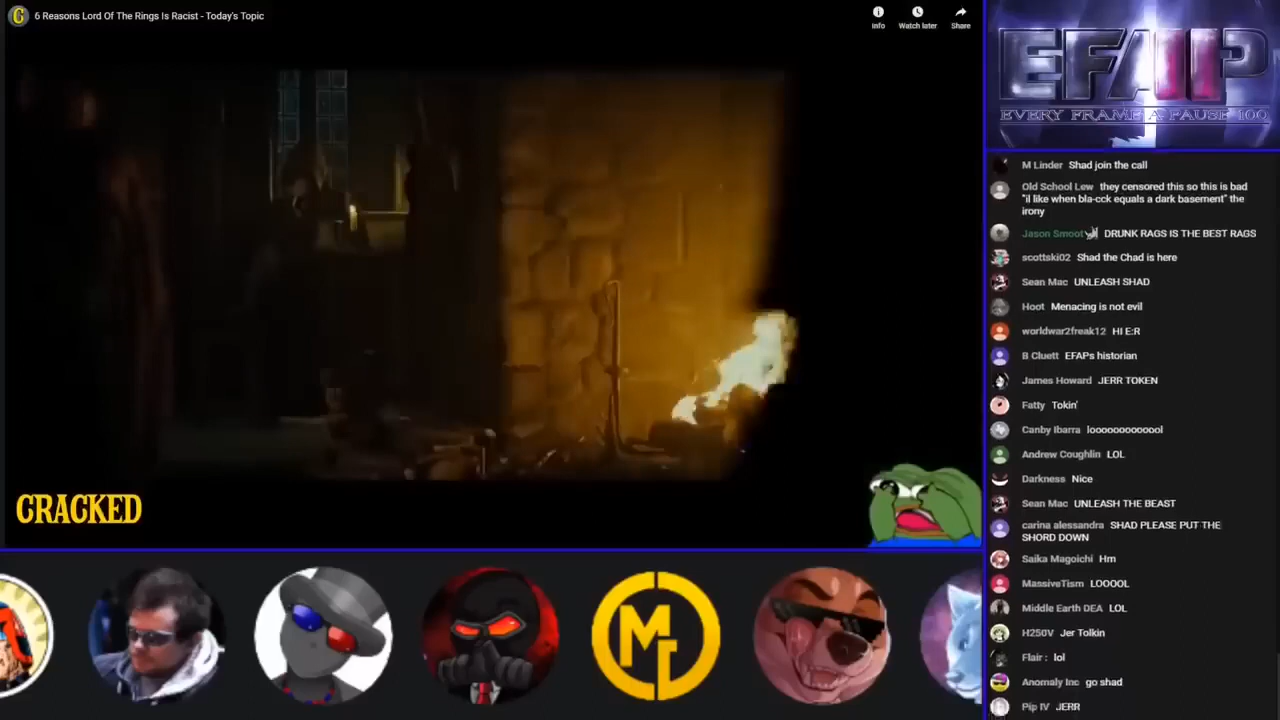 6 Reasons Lord Of The Rings Is Racist - Today's Topic
Info
Watch later
Share
EFAP
EVERY FRAME A PAUSE 100
M Linder Shad join the call
Old School Lew they censored this so this is bad
"il like when bla-cck equals a dark basement" the
irony
Jason Smoot DRUNK RAGS IS THE BEST RAGS
scottski02 Shad the Chad is here
Sean Mac UNLEASH SHAD
Hoot Menacing is not evil
worldwar2freak12 HI E:R
B Cluett EFAPs historian
James Howard JERR TOKEN
Fatty Tokin'
Canby Ibarra looooooooooool
Andrew Coughlin LOL
Darkness Nice
Sean Mac UNLEASH THE BEAST
carina alessandra SHAD PLEASE PUT THE
SHORD DOWN
Saika Magoichi Hm
MassiveTism LOOOOL
Middle Earth DEA LOL
H250V Jer Tolkin
Flair : lol
Anomaly Inc go shad
Pip IV JERR
CRACKED